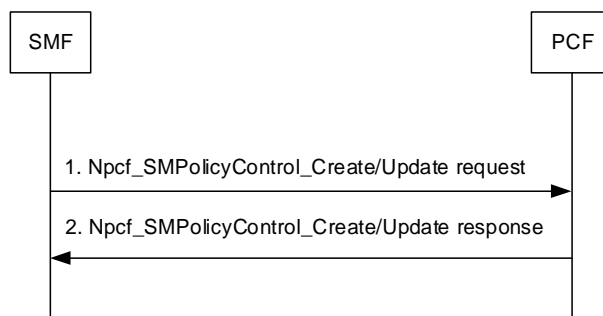 SMF
PCF
1. Npcf_SMPolicyControl_Create/Update request
2. Npcf_SMPolicyControl_Create/Update response